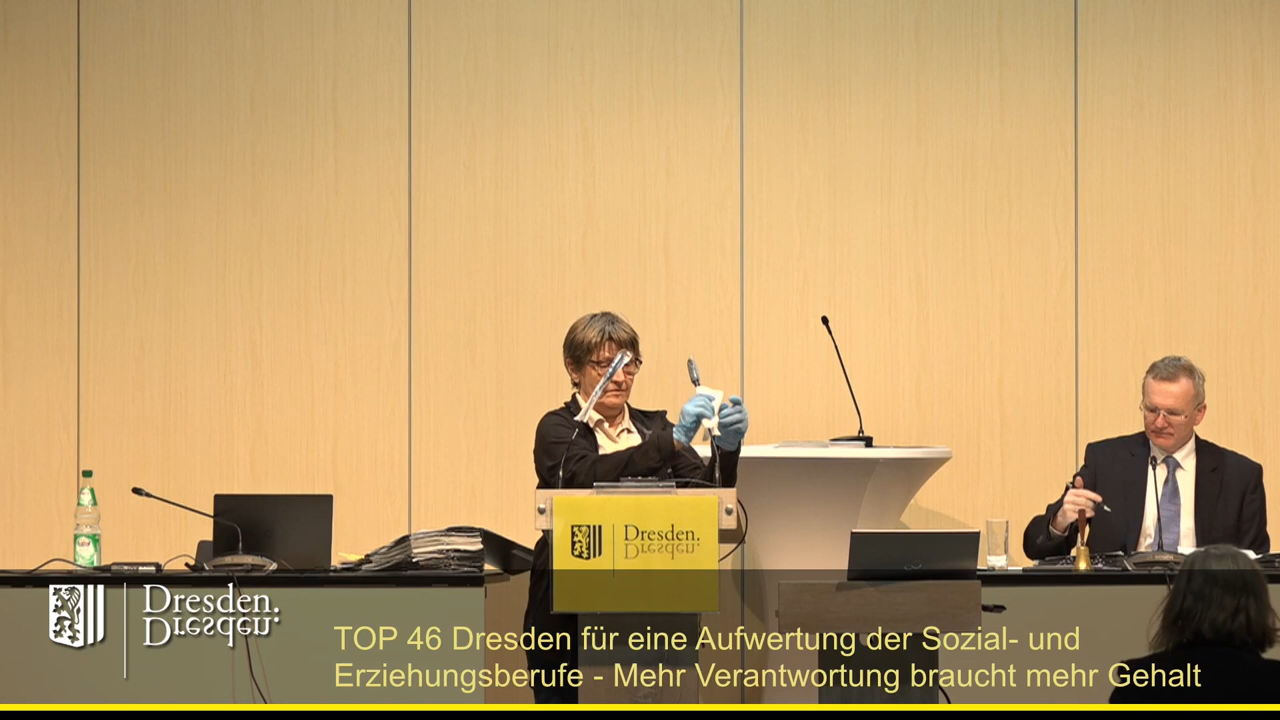 Dresden.
Dresden.
Dresden.
Dresden.
TOP 46 Dresden für eine Aufwertung der Sozial- und
Erziehungsberufe - Mehr Verantwortung braucht mehr Gehalt